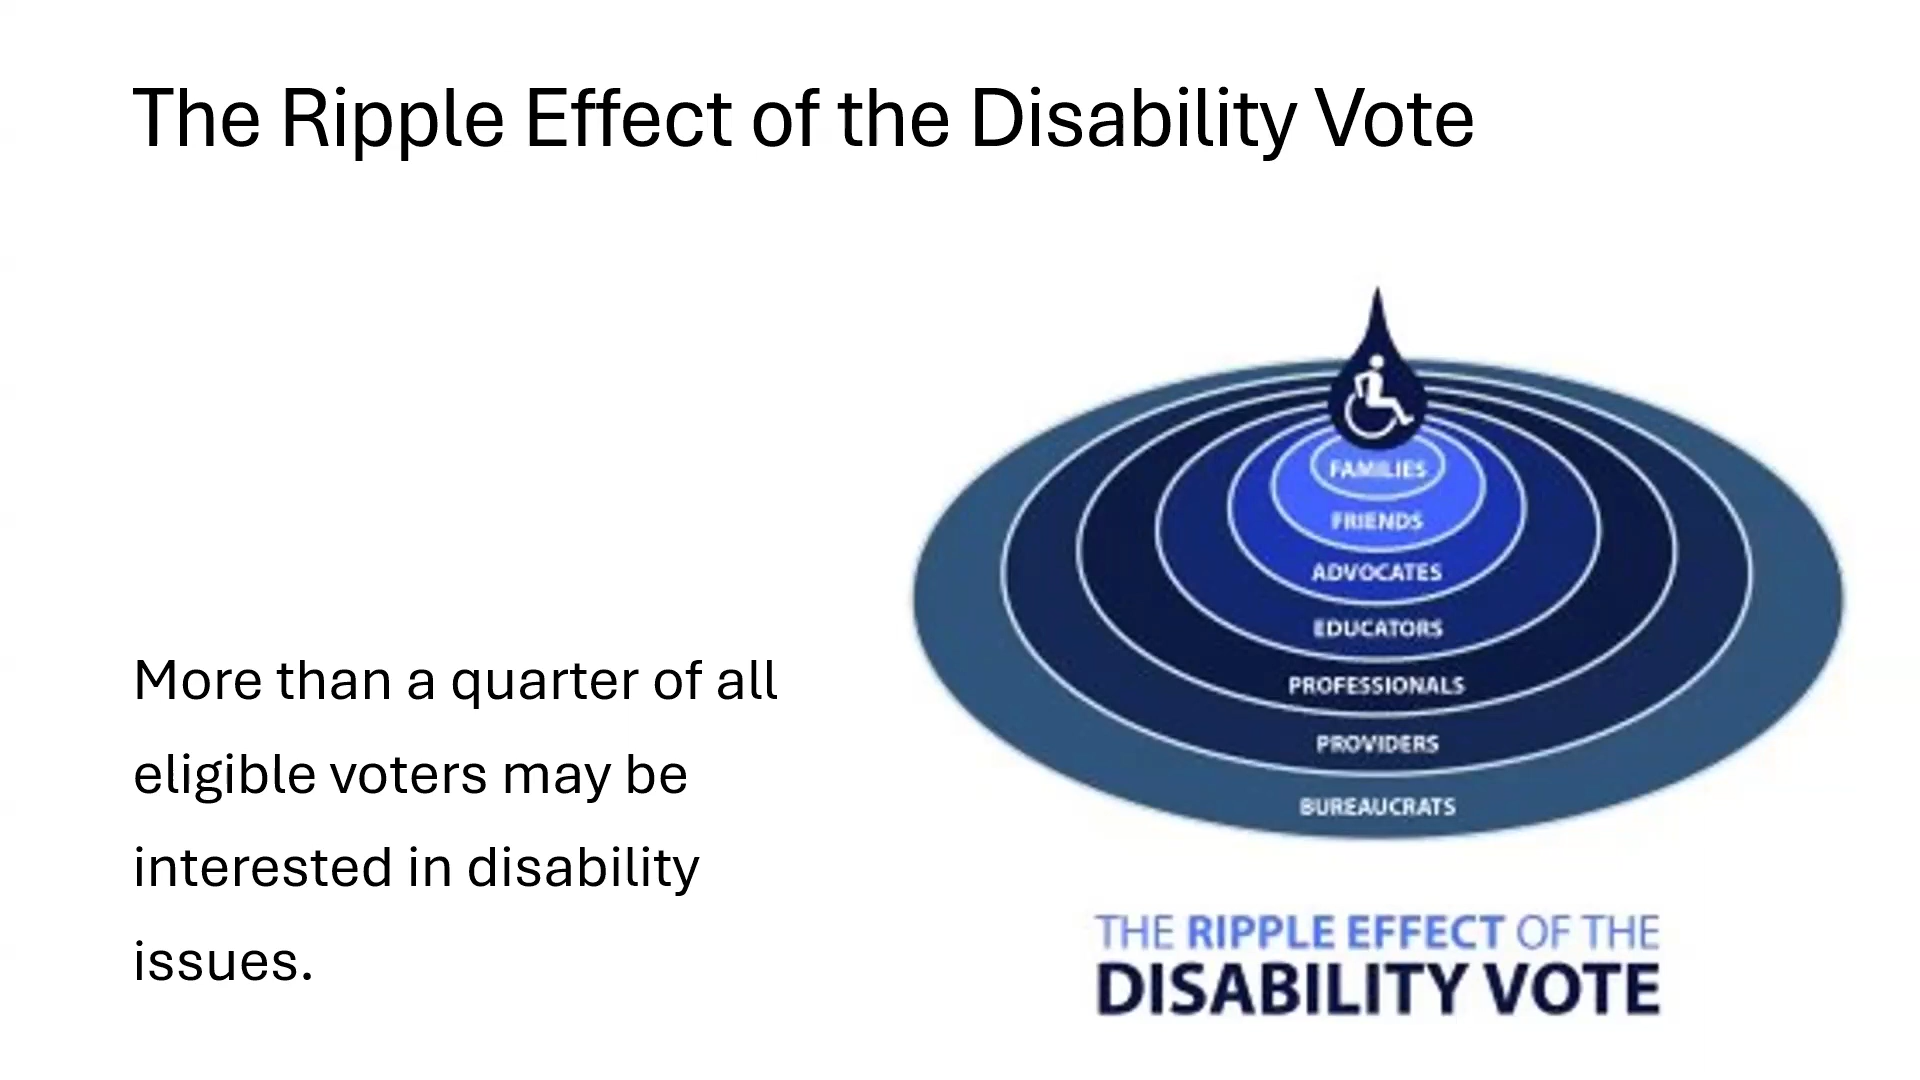 The Ripple Effect of the Disability Vote
More than a quarter of all
eligible voters may be
interested in disability
issues.
FAMILIES
FRIENDS
ADVOCATES
EDUCATORS
PROFESSIONALS
PROVIDERS
BUREAUCRATS
THE RIPPLE EFFECT OF THE
DISABILITY VOTE